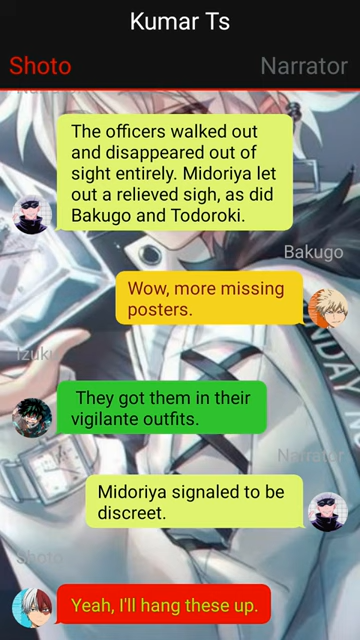 Kumar Ts
Shoto
Narrator
The officers walked out
and disappeared out of
sight entirely. Midoriya let
out a relieved sigh, as did
Bakugo and Todoroki.
Bakugo
Wow, more missing
posters.
Izuku
They got them in their
vigilante outfits.
Narrator
Midoriya signaled to be
discreet.
Shoto
Yeah, I'll hang these up.